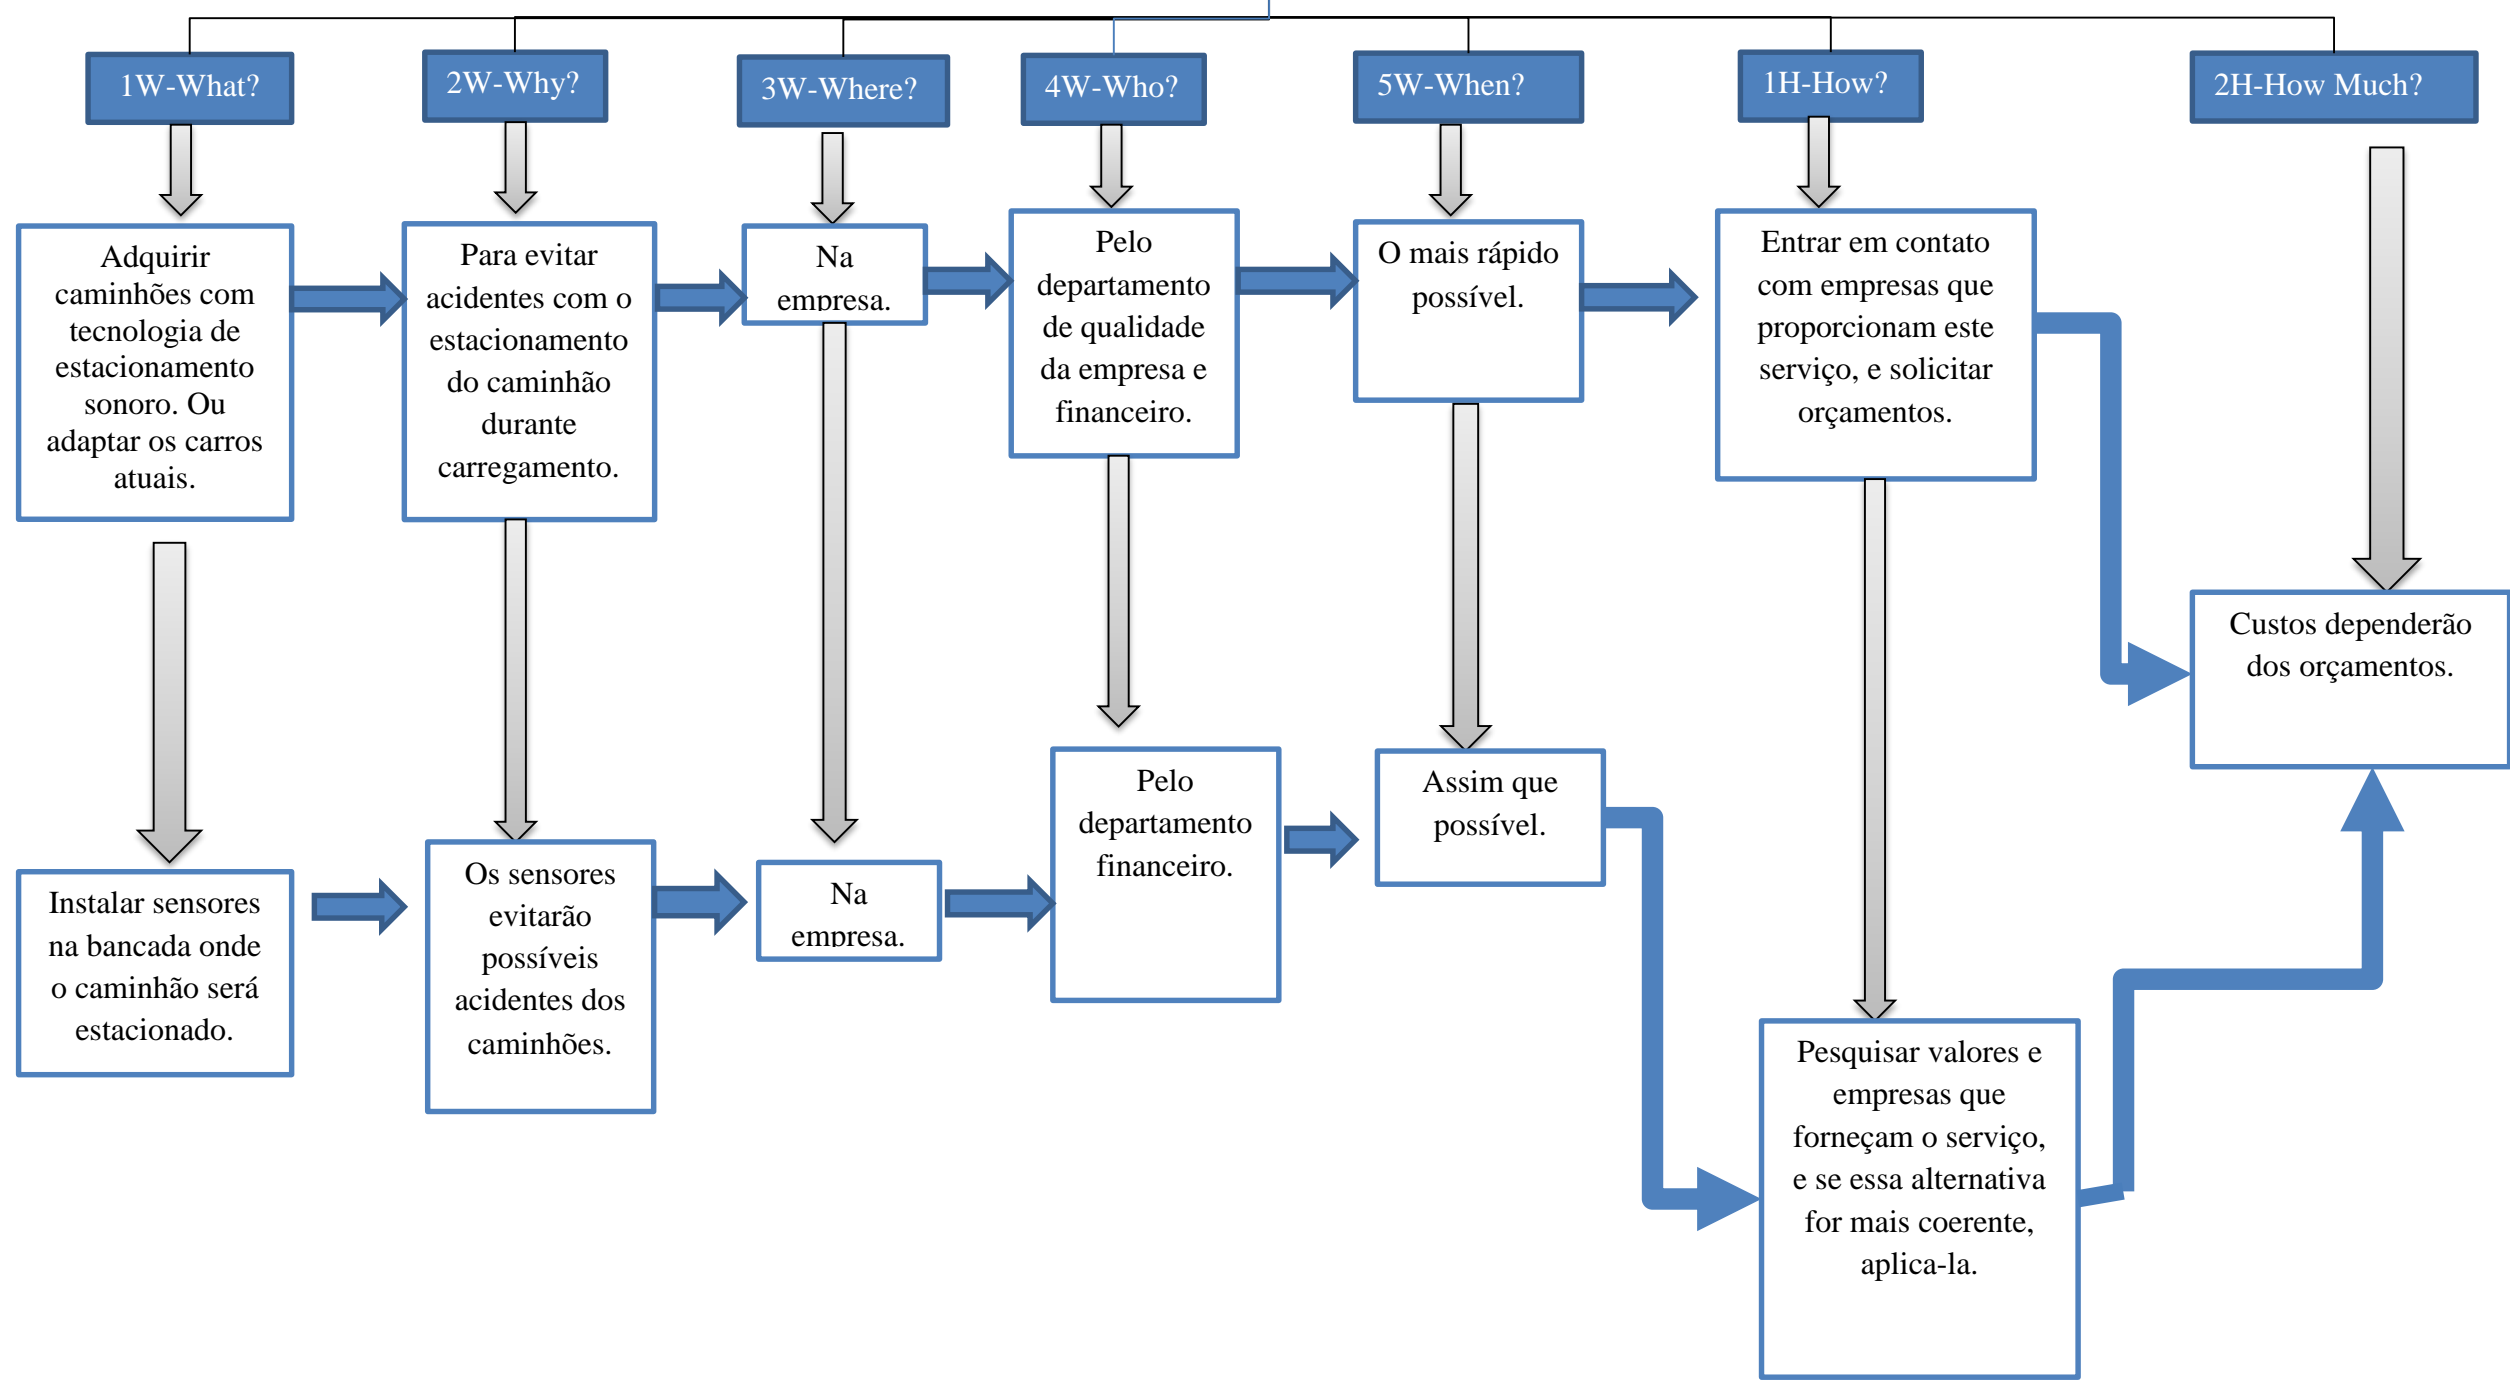 1W-What?
2W-Why?
3W-Where?
4W-Who?
5W-When?
1H-How?
2H-How Much?
Adquirir
caminhões com
tecnologia de
estacionamento
sonoro. Ou
adaptar os carros
atuais.
Para evitar
acidentes com o
estacionamento
do caminhão
durante
carregamento.
Na
empresa.
Pelo
departamento
de qualidade
da empresa e
financeiro.
O mais rápido
possível.
Entrar em contato
com empresas que
proporcionam este
serviço, e solicitar
orçamentos.
Custos dependerão
dos orçamentos.
Instalar sensores
na bancada onde
o caminhão será
estacionado.
Os sensores
evitarão
possíveis
acidentes dos
caminhões.
Na
empresa.
Pelo
departamento
financeiro.
Assim que
possível.
Pesquisar valores e
empresas que
forneçam o serviço,
e se essa alternativa
for mais coerente,
aplica-la.